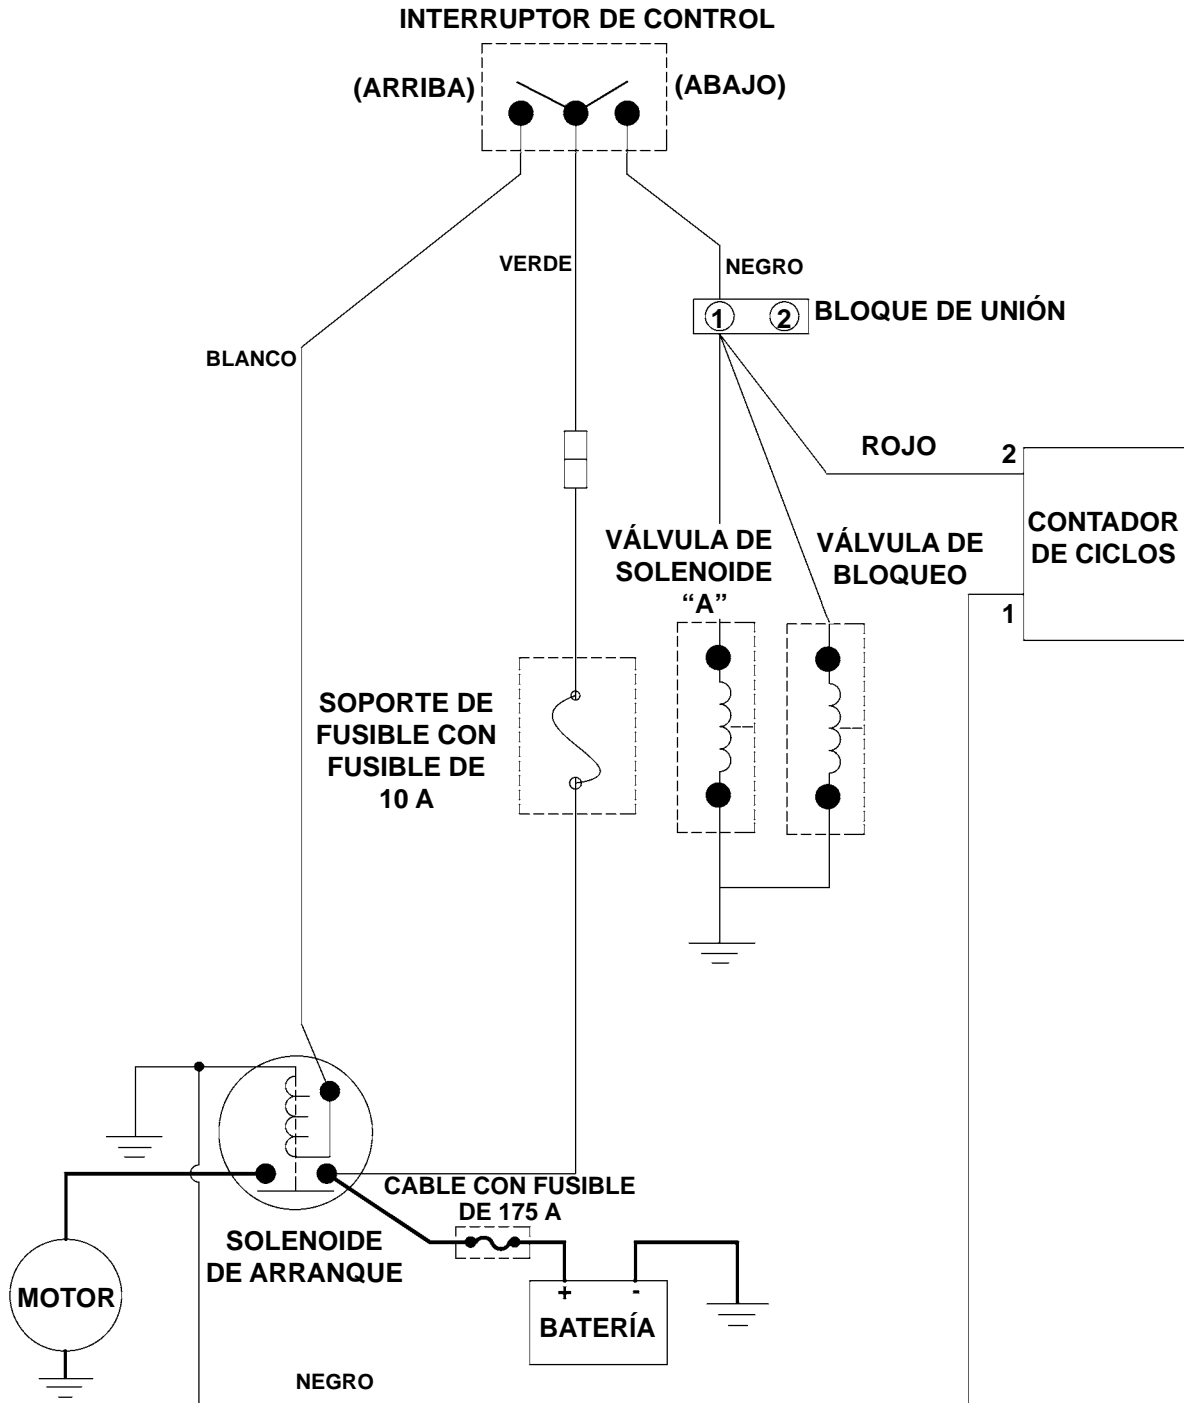 INTERRUPTOR DE CONTROL
(ARRIBA)
(ABAJO)
VERDE
NEGRO
1
2
BLOQUE DE UNIÓN
BLANCO
ROJO
2
CONTADOR
DE CICLOS
1
VÁLVULA DE
SOLENOIDE
“A”
VÁLVULA DE
BLOQUEO
SOPORTE DE
FUSIBLE CON
FUSIBLE DE
10 A
CABLE CON FUSIBLE
DE 175 A
SOLENOIDE
DE ARRANQUE
MOTOR
+ -
BATERÍA
NEGRO